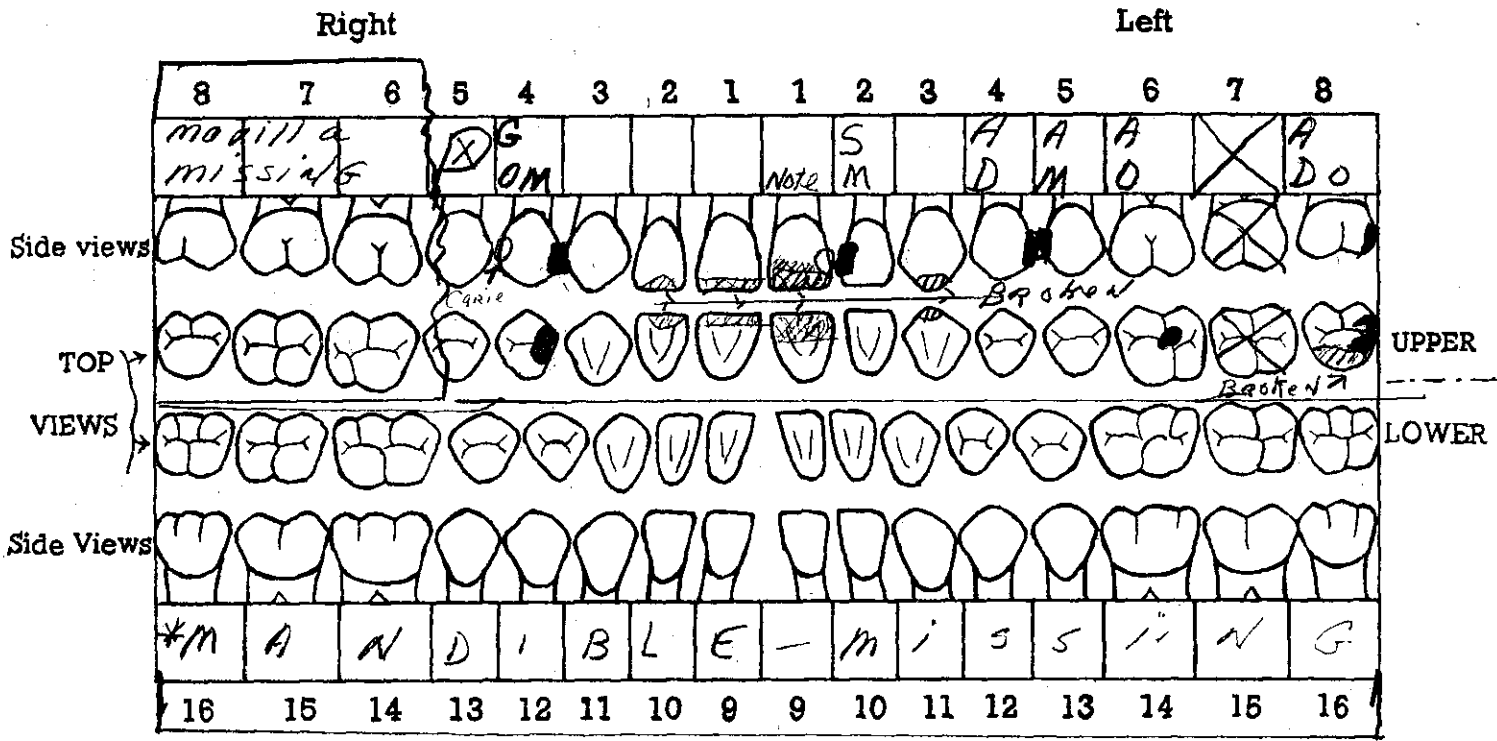 Right Left
8 7 6 5 4 3 2 1 1 2 3 4 5 6 7 8
magilla X G S A A A X A
missinG OM Note M D M O DO
Side views
Carie
BRoken
TOP
UPPER
BRoKeN
VIEWS
LOWER
Side Views
*M A N D I B L E — M i s s i N G
16 15 14 13 12 11 10 9 9 10 11 12 13 14 15 16